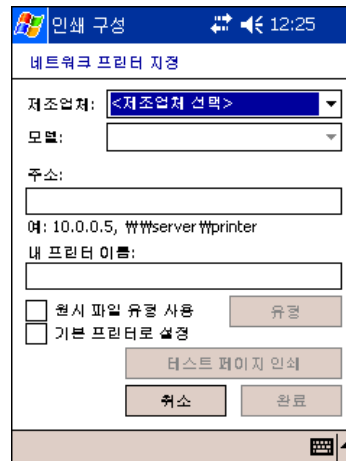 인쇄 구성 12:25
네트워크 프린터 지정
제조업체: <제조업체 선택>
모델:
주소:
예: 10.0.0.5, ₩₩server₩printer
내 프린터 이름:
원시 파일 유형 사용 유형
기본 프린터로 설정
테스트 페이지 인쇄
취소 완료